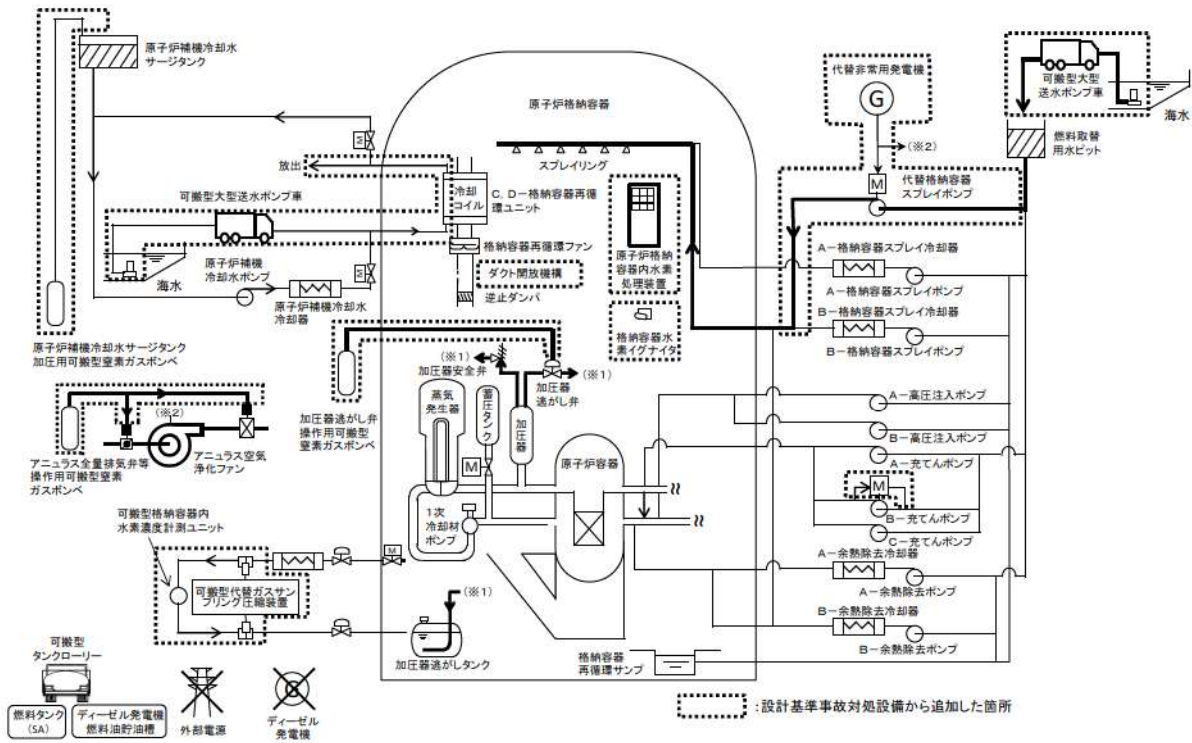 原子炉補機冷却水
サージタンク
原子炉格納容器
代替非常用発電機
G
(※2)
可搬型大型
送水ポンプ車
海水
燃料取替
用水ピット
M
代替格納容器
スプレイポンプ
M
放出
スプレイリング
冷却
コイル
C,D－格納容器再循
環ユニット
可搬型大型送水ポンプ車
格納容器再循環ファン
原子炉格納
容器内水素
処理装置
ダクト開放機構
逆止ダンパ
海水
原子炉補機
冷却水ポンプ
M
原子炉補機冷却水
冷却器
A－格納容器スプレイ冷却器
A－格納容器スプレイポンプ
B－格納容器スプレイ冷却器
B－格納容器スプレイポンプ
格納容器水
素イグナイタ
原子炉補機冷却水サージタンク
加圧用可搬型窒素ガスボンベ
(※1)
加圧器安全弁
(※1)
加圧器
逃がし弁
加圧器逃がし弁
操作用可搬型
窒素ガスボンベ
蒸気
発生器
蓄圧タンク
加圧器
M
原子炉容器
1次
冷却材
ポンプ
(※2)
アニュラス空気
浄化ファン
アニュラス全量排気弁等
操作用可搬型窒素
ガスボンベ
A－高圧注入ポンプ
B－高圧注入ポンプ
A－充てんポンプ
M
B－充てんポンプ
C－充てんポンプ
A－余熱除去冷却器
A－余熱除去ポンプ
B－余熱除去冷却器
B－余熱除去ポンプ
可搬型格納容器内
水素濃度計測ユニット
M
可搬型代替ガスサン
プリング圧縮装置
(※1)
加圧器逃がしタンク
格納容器
再循環サンプ
可搬型
タンクローリー
燃料タンク
(SA)
ディーゼル発電機
燃料油貯油槽
外部電源
G
ディーゼル
発電機
：設計基準事故対処設備から追加した箇所